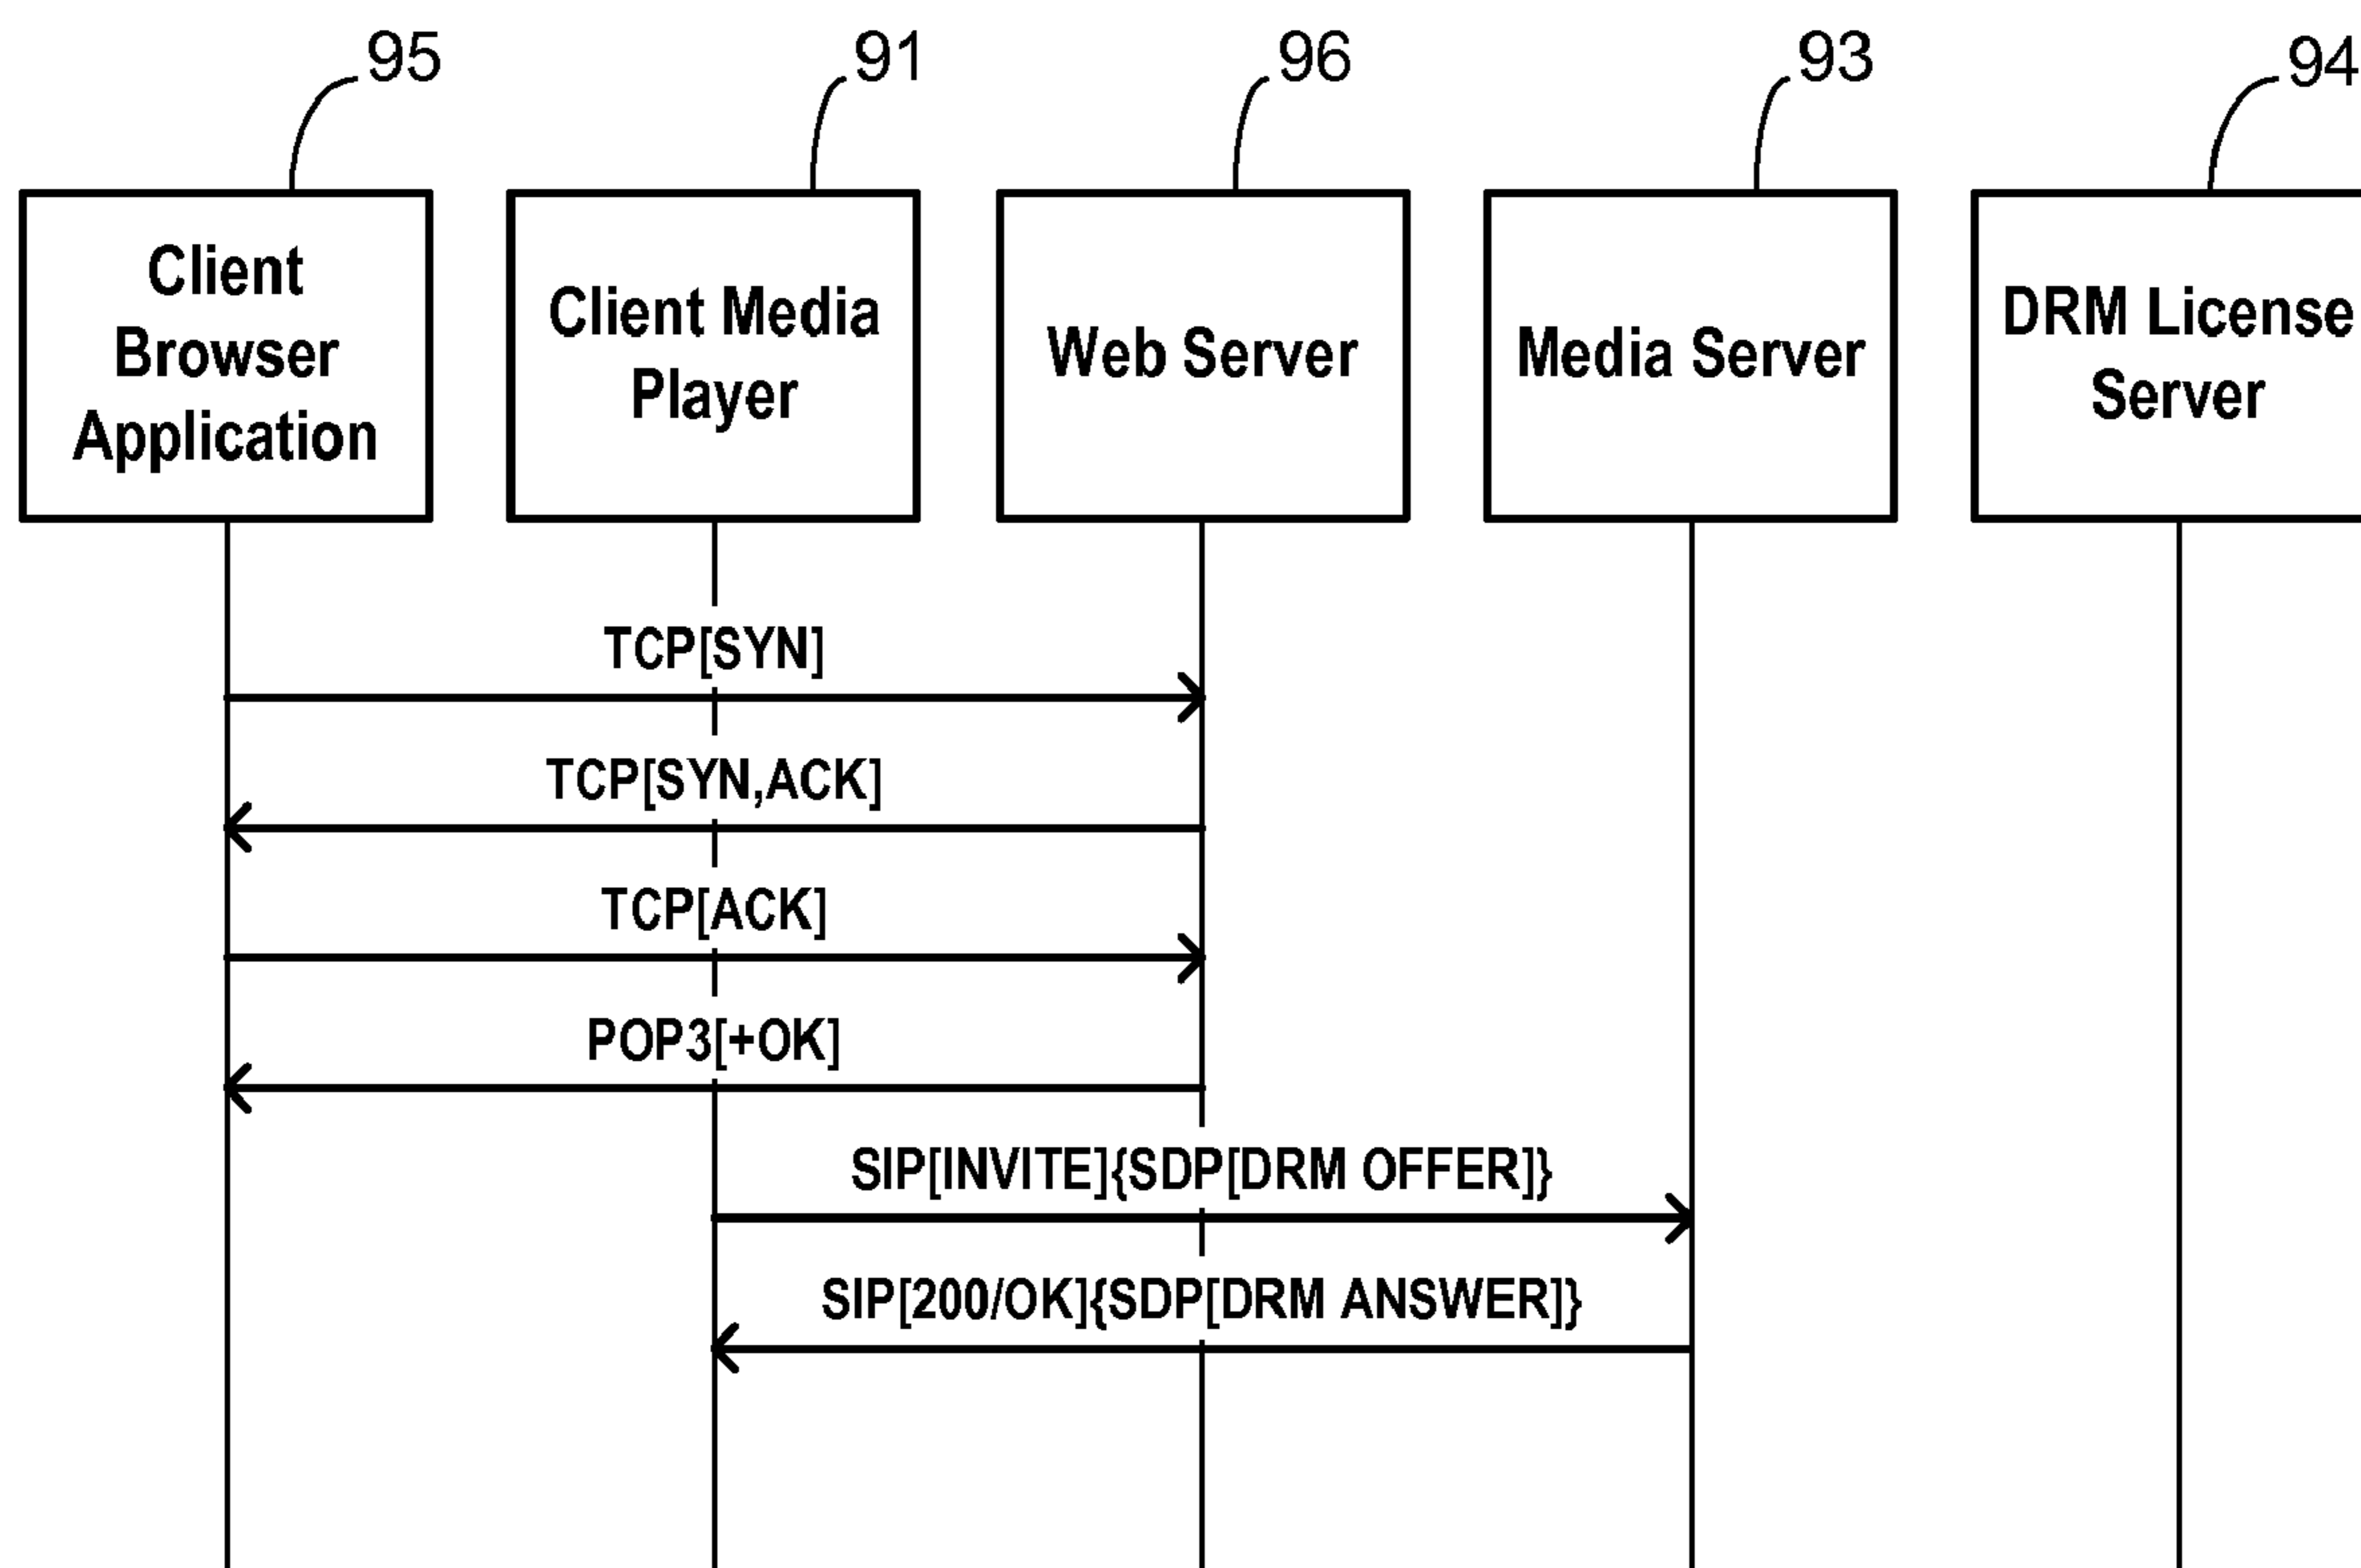 95
91
96
93
94
Client
Browser
Application
Client Media
Player
Web Server
Media Server
DRM License
Server
TCP[SYN]
TCP[SYN,ACK]
TCP[ACK]
POP3[+OK]
SIP[INVITE]{SDP[DRM OFFER]}
SIP[200/OK]{SDP[DRM ANSWER]}